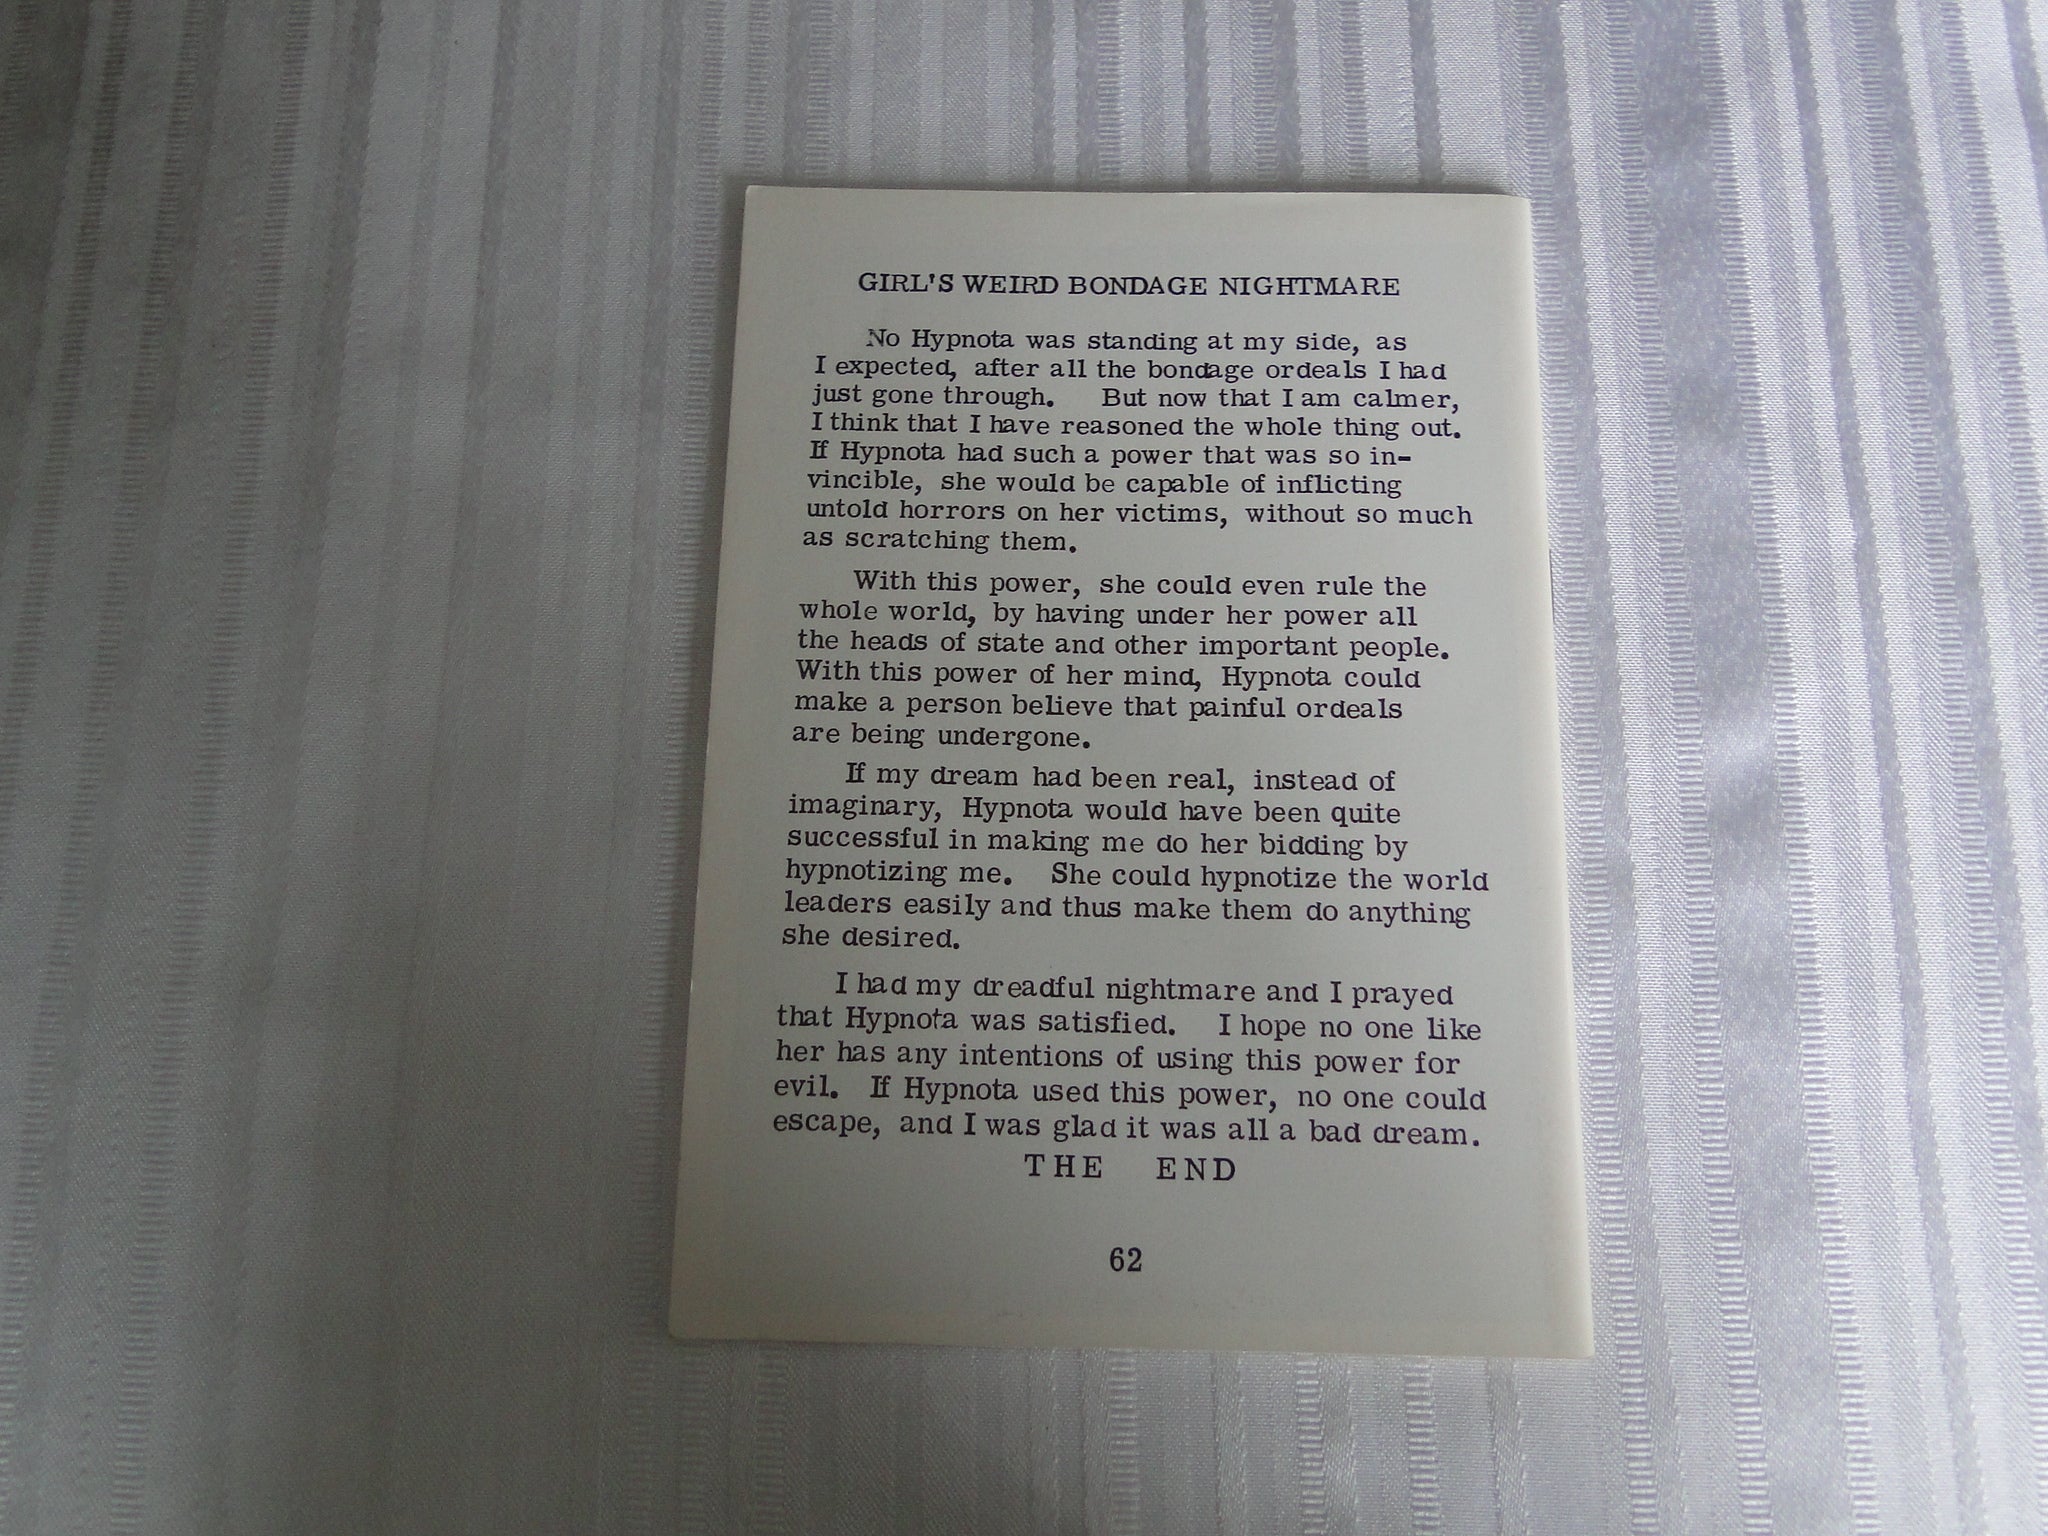 GIRL'S WEIRD BONDAGE NIGHTMARE
No Hypnota was standing at my side, as
I expected, after all the bondage ordeals I had
just gone through. But now that I am calmer,
I think that I have reasoned the whole thing out.
If Hypnota had such a power that was so in-
vincible, she would be capable of inflicting
untold horrors on her victims, without so much
as scratching them.
With this power, she could even rule the
whole world, by having under her power all
the heads of state and other important people.
With this power of her mind, Hypnota could
make a person believe that painful ordeals
are being undergone.
If my dream had been real, instead of
imaginary, Hypnota would have been quite
successful in making me do her bidding by
hypnotizing me. She could hypnotize the world
leaders easily and thus make them do anything
she desired.
I had my dreadful nightmare and I prayed
that Hypnota was satisfied. I hope no one like
her has any intentions of using this power for
evil. If Hypnota used this power, no one could
escape, and I was glad it was all a bad dream.
THE END
62